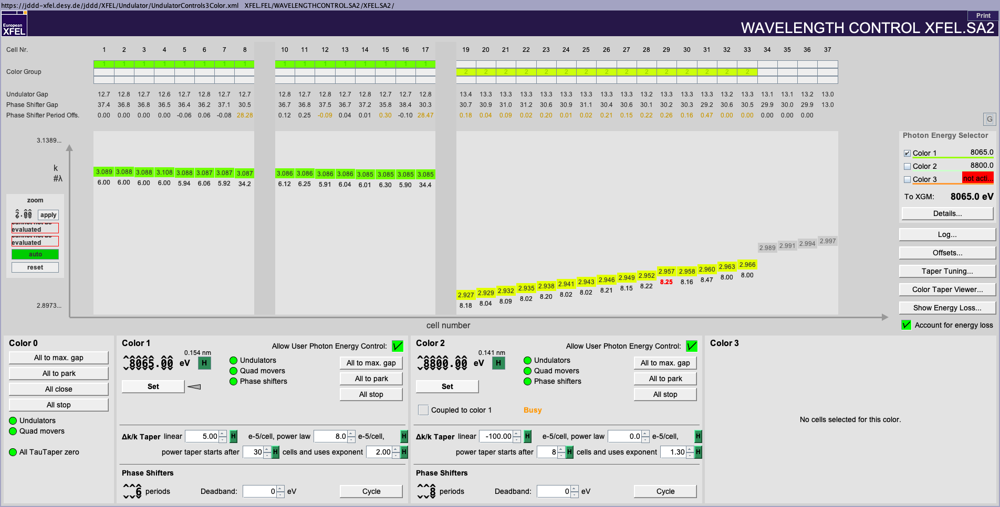 https://jddd-xfel.desy.de/jddd/XFEL/Undulator/UndulatorControls3Color.xml XFEL.FEL/WAVELENGTHCONTROL.SA2/XFEL.SA2/
Print
European
XFEL
WAVELENGTH CONTROL XFEL.SA2
Cell Nr. 1 2 3 4 5 6 7 8 10 11 12 13 14 15 16 17 19 20 21 22 23 24 25 26 27 28 29 30 31 32 33 34 35 36 37
1 1 1 1 1 1 1 1 1 1 1 1 1 1 1 1
Color Group 2 2 2 2 2 2 2 2 2 2 2 2 2 2 2
Undulator Gap 12.7 12.8 12.7 12.6 12.7 12.8 12.7 12.7 12.8 12.7 12.8 12.7 12.8 12.7 12.7 12.8 13.4 13.3 13.3 13.3 13.3 13.3 13.3 13.3 13.3 13.2 13.3 13.3 13.3 13.2 13.3 13.1 13.1 13.2 13.0
Phase Shifter Gap 37.4 36.8 36.8 36.5 36.4 36.2 37.1 30.5 36.7 36.8 37.5 36.7 37.2 35.8 38.4 30.3 30.7 30.9 31.0 31.2 30.6 30.9 31.1 30.4 30.6 30.1 30.2 30.3 29.2 30.6 30.5 29.9 30.0 29.9 13.0
Phase Shifter Period Offs. 0.00 0.00 0.00 0.00 -0.06 0.06 -0.08 28.28 0.12 0.25 -0.09 0.04 0.01 0.30 -0.10 28.47 0.18 0.04 0.09 0.02 0.20 0.01 0.02 0.21 0.15 0.22 0.26 0.16 0.47 0.00 0.00 0.00 0.00 0.00
G
3.1389...
k
#λ
3.089 3.088 3.088 3.108 3.088 3.087 3.087 3.087 3.086 3.086 3.086 3.086 3.085 3.085 3.085 3.085
6.00 6.00 6.00 6.00 5.94 6.06 5.92 34.2 6.12 6.25 5.91 6.04 6.01 6.30 5.90 34.4
2.927 2.929 2.932 2.935 2.938 2.941 2.943 2.946 2.949 2.952 2.957 2.958 2.960 2.963 2.966 2.989 2.991 2.994 2.997
8.18 8.04 8.09 8.02 8.20 8.02 8.02 8.21 8.15 8.22 8.25 8.16 8.47 8.00 8.00
zoom
2.00 apply
cannot not be
evaluated
cannot not be
evaluated
auto
reset
2.8973...
cell number
Photon Energy Selector
Color 1 8065.0
Color 2 8800.0
Color 3 not acti...
To XGM: 8065.0 eV
Details...
Log...
Offsets...
Taper Tuning...
Color Taper Viewer...
Show Energy Loss...
Account for energy loss
Color 0
All to max. gap
All to park
All close
All stop
Undulators
Quad movers
All TauTaper zero
Color 1
Allow User Photon Energy Control:
0.154 nm
8065.00 eV H
Undulators
Quad movers
Phase shifters
All to max. gap
All to park
All stop
Set
Δk/k Taper linear 5.00 H e-5/cell, power law 8.0 e-5/cell, H
power taper starts after 30 H cells and uses exponent 2.00 H
Phase Shifters
6 periods Deadband: 0 eV Cycle
Color 2
Allow User Photon Energy Control:
0.141 nm
8800.00 eV H
Undulators
Quad movers
Phase shifters
All to max. gap
All to park
All stop
Set
Coupled to color 1 Busy
Δk/k Taper linear -100.00 H e-5/cell, power law 0.0 e-5/cell, H
power taper starts after 8 H cells and uses exponent 1.30 H
Phase Shifters
8 periods Deadband: 0 eV Cycle
Color 3
No cells selected for this color.